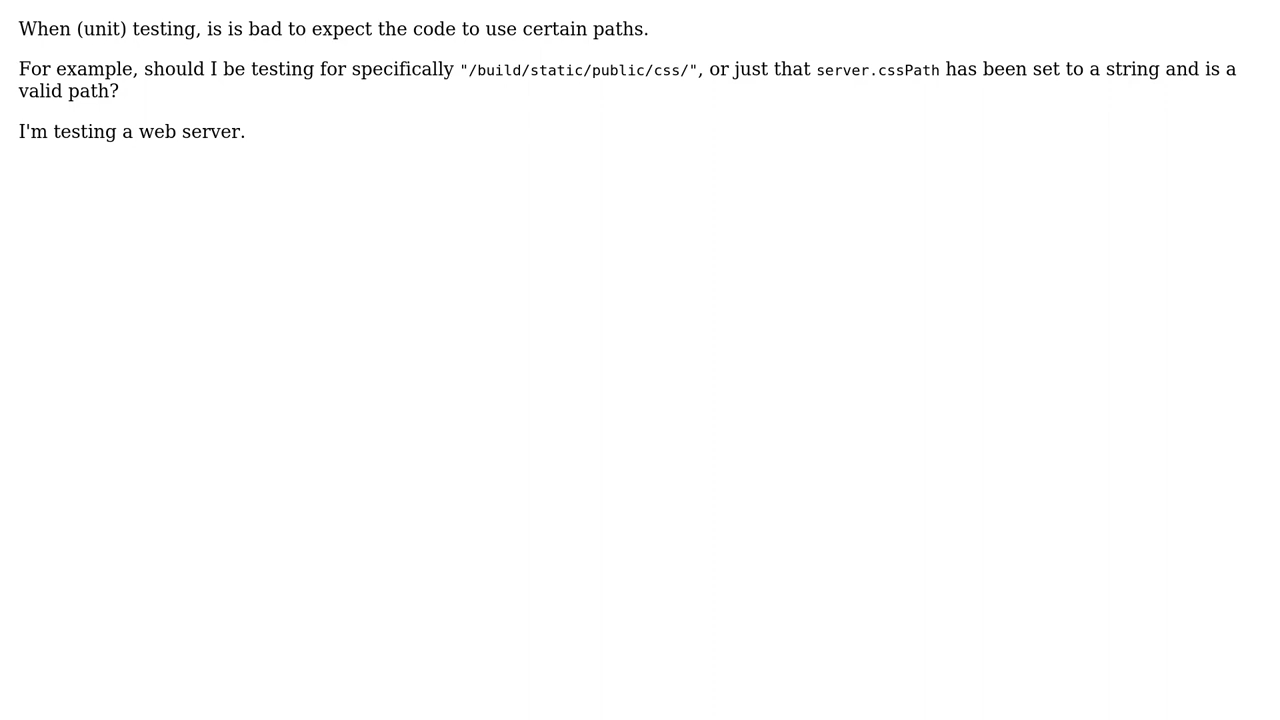 When (unit) testing, is is bad to expect the code to use certain paths.
For example, should I be testing for specifically "/build/static/public/css/", or just that server.cssPath has been set to a string and is a
valid path?
I'm testing a web server.